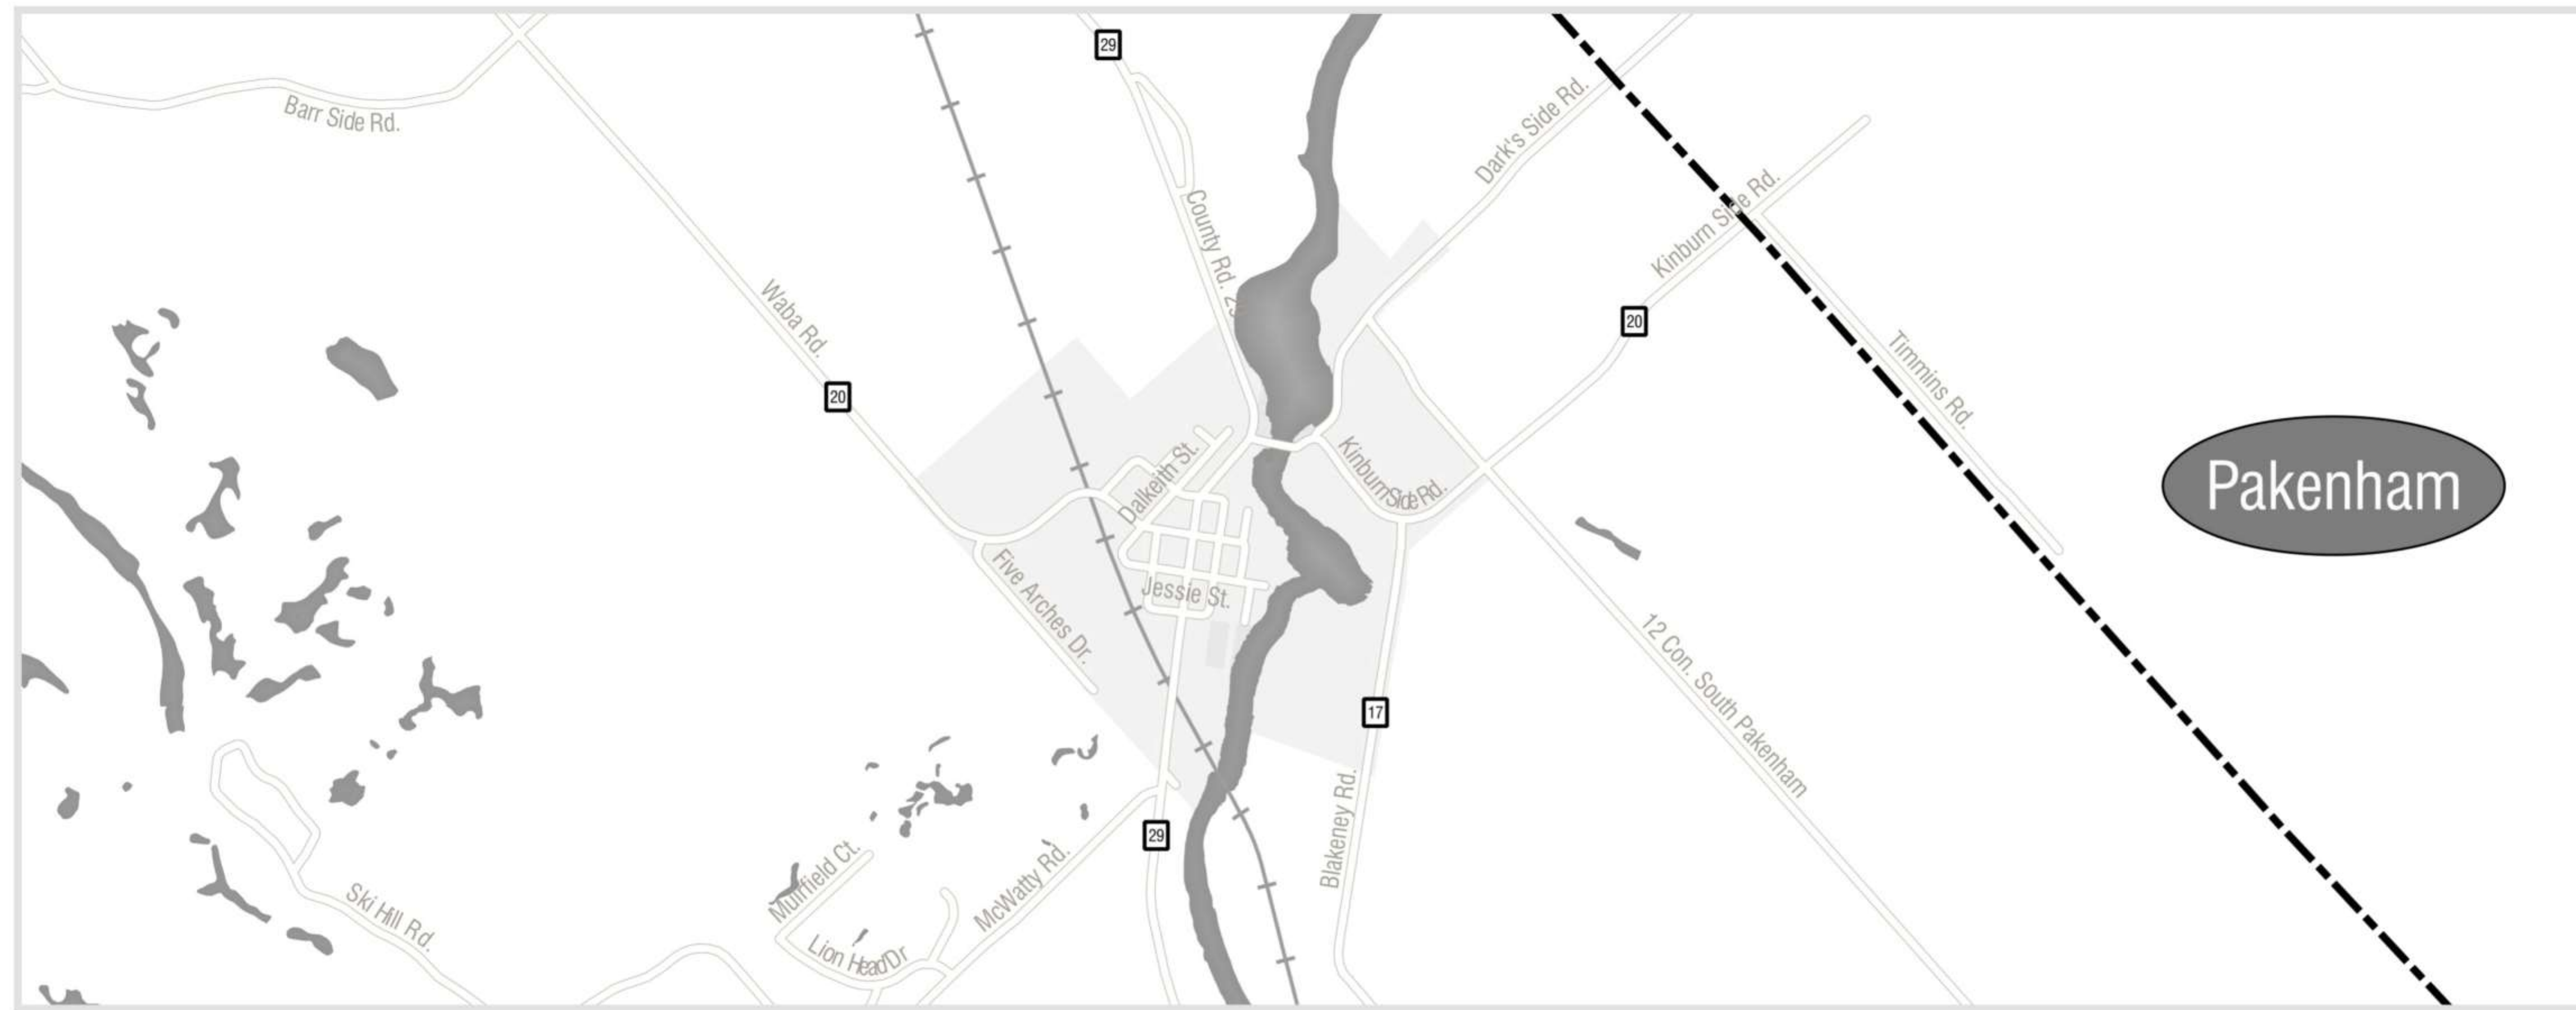 29
Barr Side Rd.
Dark's Side Rd.
Kinburn Side Rd.
County Rd. 29
Waba Rd.
20
20
Timmins Rd.
Pakenham
Dalkeith St.
Kinburn Side Rd.
Five Arches Dr.
Jessie St.
12 Con. South Pakenham
17
Blakeney Rd.
29
Muirfield Ct.
McWatty Rd.
Ski Hill Rd.
Lion Head Dr